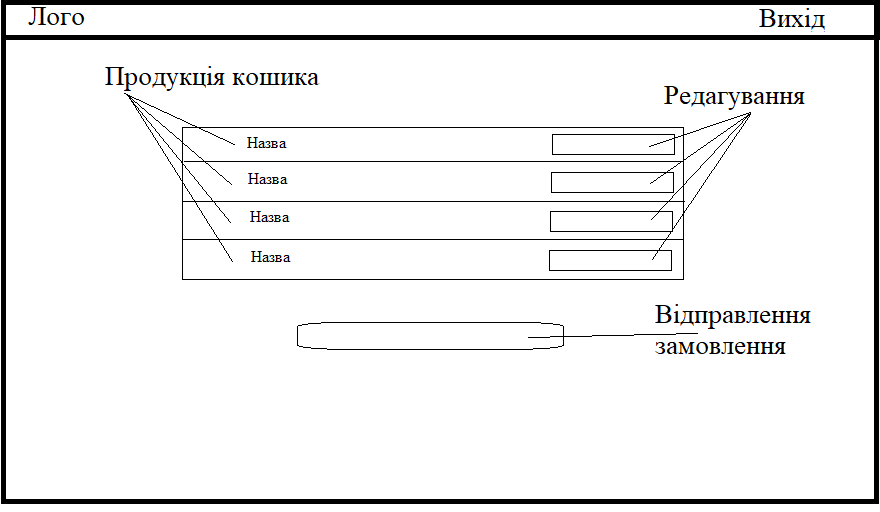 Лого
Вихід
Продукція кошика
Редагування
Назва
Назва
Назва
Назва
Відправлення
замовлення